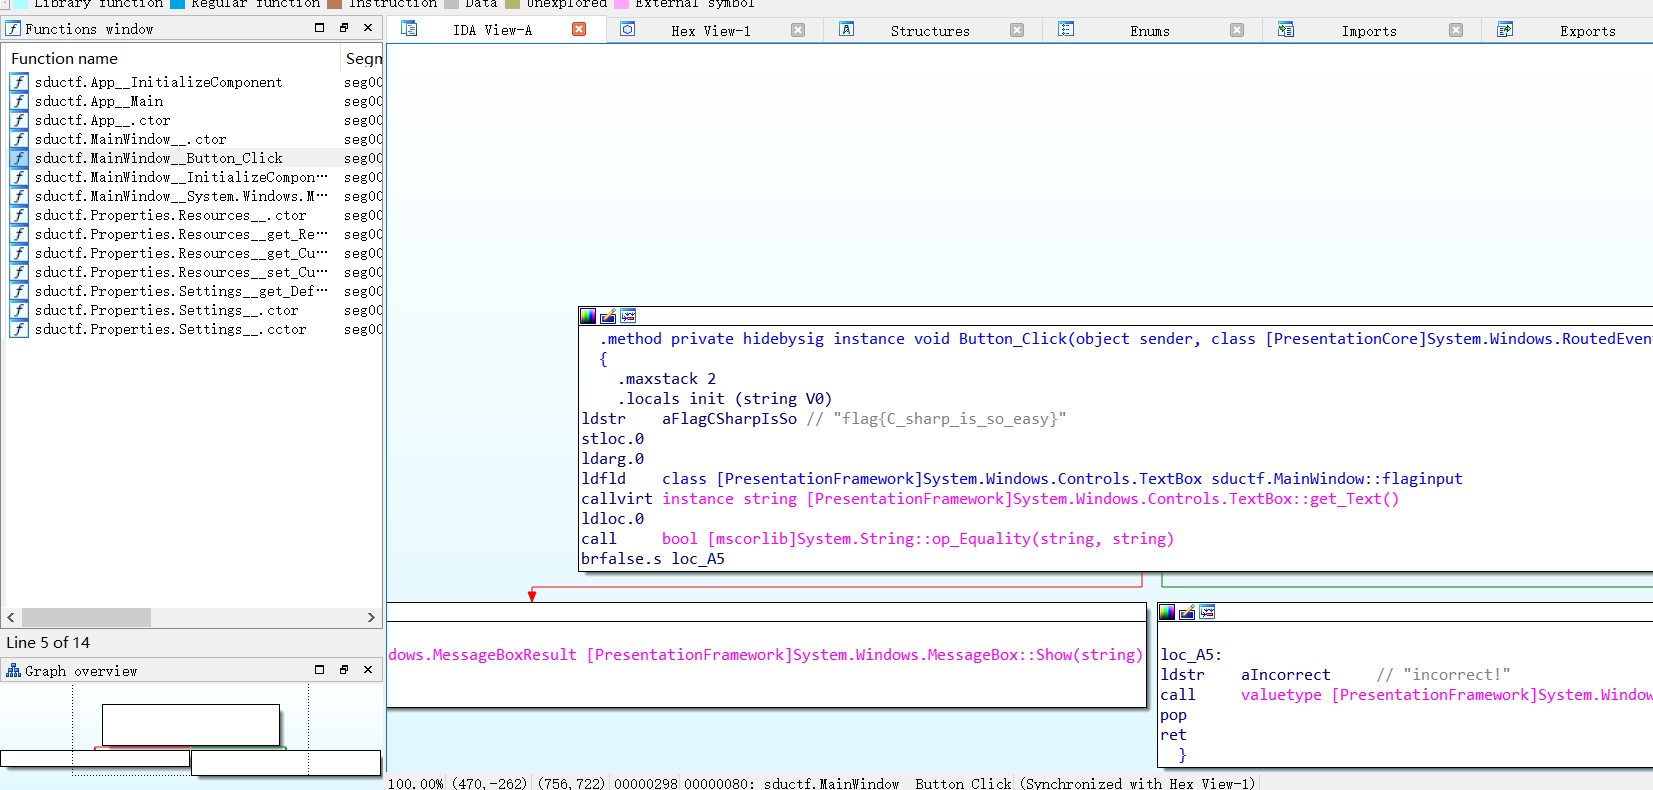 Library function Regular function Instruction Data Unexplored External symbol
Functions window
IDA View-A Hex View-1 Structures Enums Imports Exports
Function name Segn
sductf.App__InitializeComponent seg00
sductf.App__Main seg00
sductf.App__.ctor seg00
sductf.MainWindow__.ctor seg00
sductf.MainWindow__Button_Click seg00
sductf.MainWindow__InitializeCompon··· seg00
sductf.MainWindow__System.Windows.M··· seg00
sductf.Properties.Resources__.ctor seg00
sductf.Properties.Resources__get_Re··· seg00
sductf.Properties.Resources__get_Cu··· seg00
sductf.Properties.Resources__set_Cu··· seg00
sductf.Properties.Settings__get_Def··· seg00
sductf.Properties.Settings__.ctor seg00
sductf.Properties.Settings__.cctor seg00
Line 5 of 14
Graph overview
.method private hidebysig instance void Button_Click(object sender, class [PresentationCore]System.Windows.RoutedEven
{
.maxstack 2
.locals init (string V0)
ldstr aFlagCSharpIsSo // "flag{C_sharp_is_so_easy}"
stloc.0
ldarg.0
ldfld class [PresentationFramework]System.Windows.Controls.TextBox sductf.MainWindow::flaginput
callvirt instance string [PresentationFramework]System.Windows.Controls.TextBox::get_Text()
ldloc.0
call bool [mscorlib]System.String::op_Equality(string, string)
brfalse.s loc_A5
dows.MessageBoxResult [PresentationFramework]System.Windows.MessageBox::Show(string)
loc_A5:
ldstr aIncorrect // "incorrect!"
call valuetype [PresentationFramework]System.Window
pop
ret
}
100.00% (470,-262) (756,722) 00000298 00000080: sductf.MainWindow__Button_Click (Synchronized with Hex View-1)